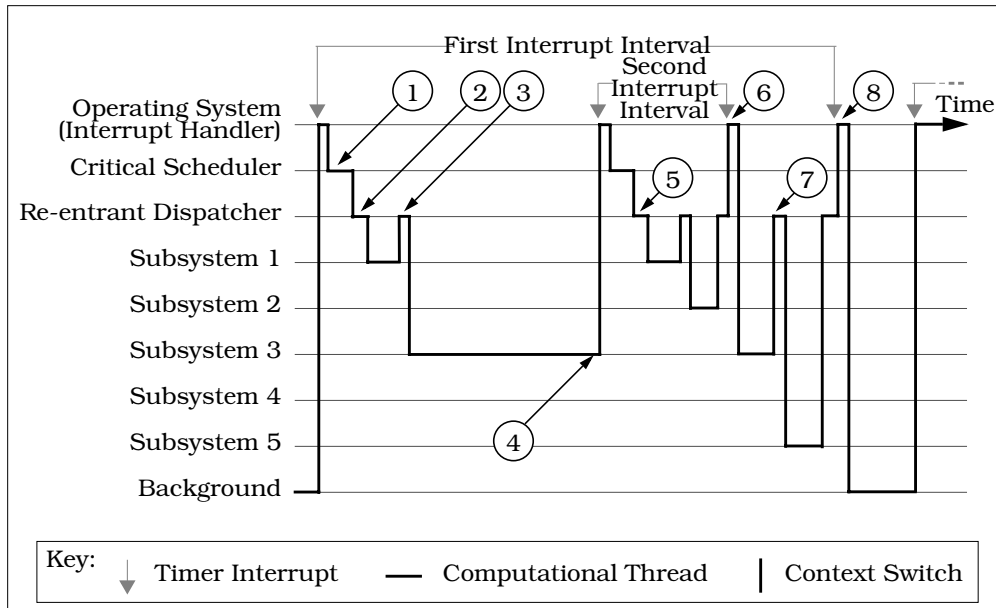 First Interrupt Interval
Second
Interrupt
Interval
1
2
3
6
8
Time
Operating System
(Interrupt Handler)
Critical Scheduler
5
7
Re-entrant Dispatcher
Subsystem 1
Subsystem 2
Subsystem 3
Subsystem 4
4
Subsystem 5
Background
Key:
Timer Interrupt
Computational Thread
Context Switch